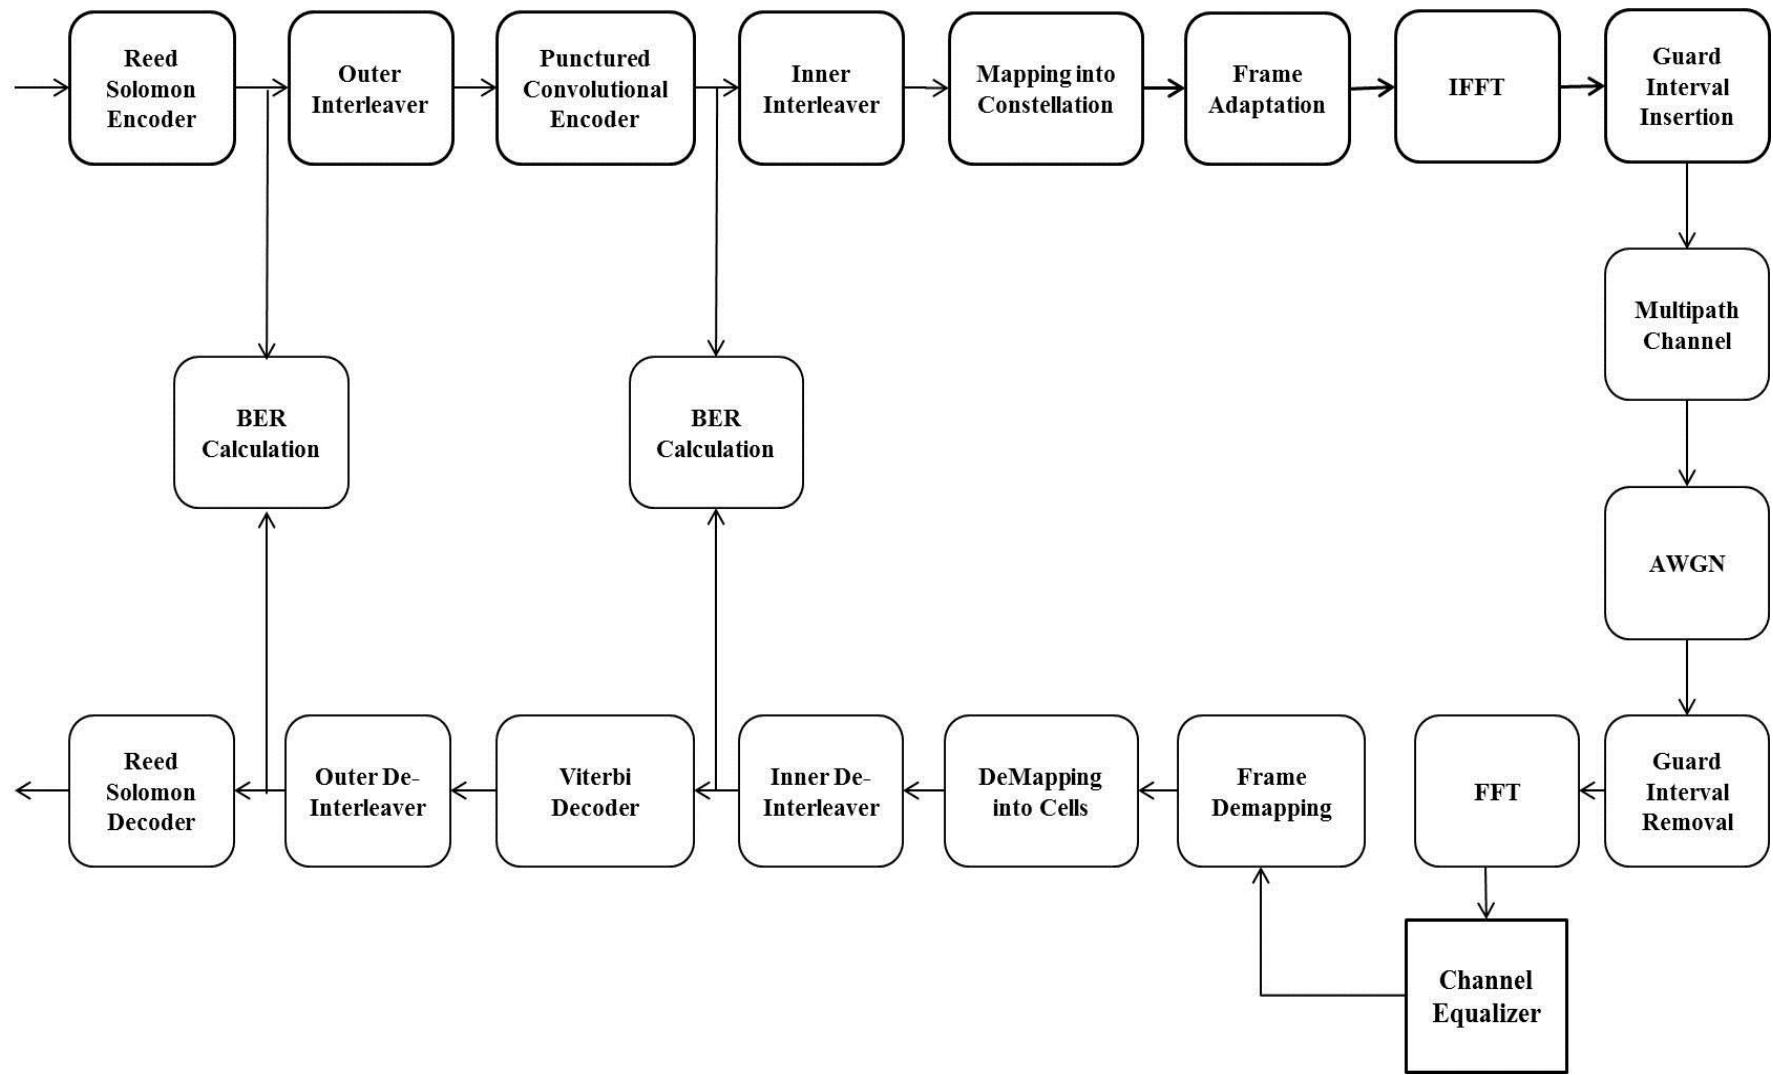 Reed
Solomon
Encoder
Outer
Interleaver
Punctured
Convolutional
Encoder
Inner
Interleaver
Mapping into
Constellation
Frame
Adaptation
IFFT
Guard
Interval
Insertion
Multipath
Channel
BER
Calculation
BER
Calculation
AWGN
Reed
Solomon
Decoder
Outer De-
Interleaver
Viterbi
Decoder
Inner De-
Interleaver
DeMapping
into Cells
Frame
Demapping
FFT
Guard
Interval
Removal
Channel
Equalizer